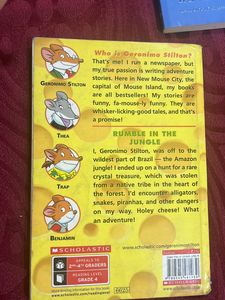 Who is Geronimo Stilton?
That's me! I run a newspaper, but
my true passion is writing adventure
stories. Here in New Mouse City, the
capital of Mouse Island, my books
are all bestsellers! My stories are
funny, fa-mouse-ly funny. They are
whisker-licking-good tales, and that's
a promise!
GERONIMO STILTON
THEA
TRAP
BENJAMIN
RUMBLE IN THE
JUNGLE
I, Geronimo Stilton, was off to the
wildest part of Brazil — the Amazon
jungle! I ended up on a hunt for a rare
crystal treasure, which was stolen
from a native tribe in the heart of
the forest. I'd encounter alligators,
snakes, piranhas, and other dangers
on my way. Holey cheese! What
an adventure!
SCHOLASTIC
APPEALS TO
2nd-4th GRADERS
READING LEVEL
GRADE 4
SCHOLASTIC
www.scholastic.com/geronimostilton